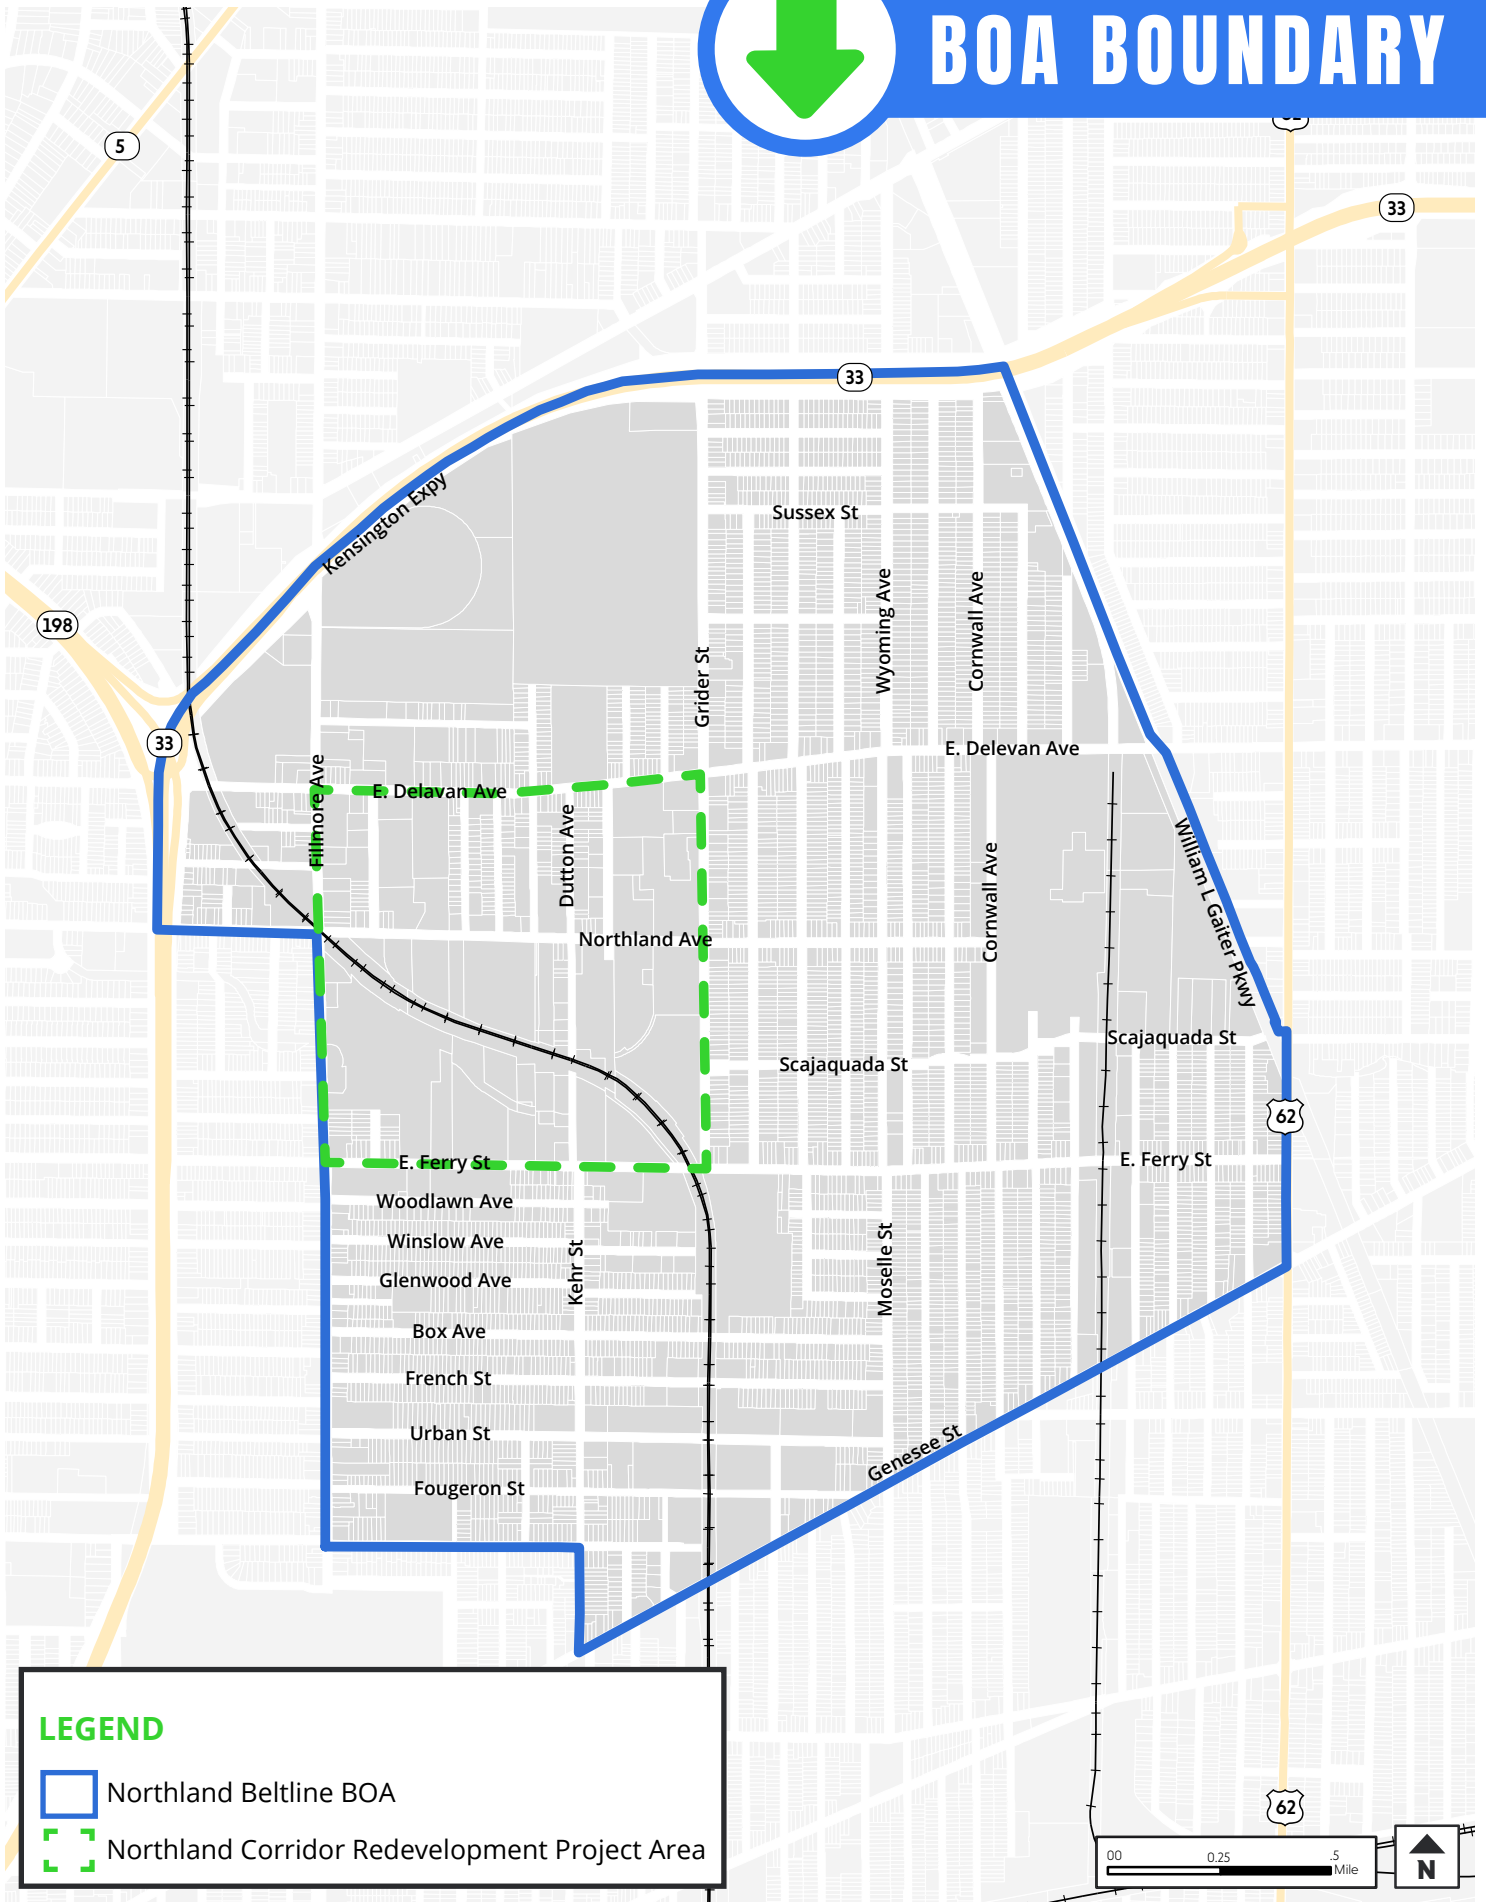 BOA BOUNDARY
5
33
33
Kensington Expy
Sussex St
Wyoming Ave
Cornwall Ave
198
Grider St
33
E. Delevan Ave
Fillmore Ave
E. Delavan Ave
Dutton Ave
William L Gaiter Pkwy
Cornwall Ave
Northland Ave
Scajaquada St
Scajaquada St
62
E. Ferry St
E. Ferry St
Woodlawn Ave
Winslow Ave
Kehr St
Moselle St
Glenwood Ave
Box Ave
French St
Urban St
Genesee St
Fougeron St
LEGEND
Northland Beltline BOA
Northland Corridor Redevelopment Project Area
62
00 0.25 .5
Mile
N